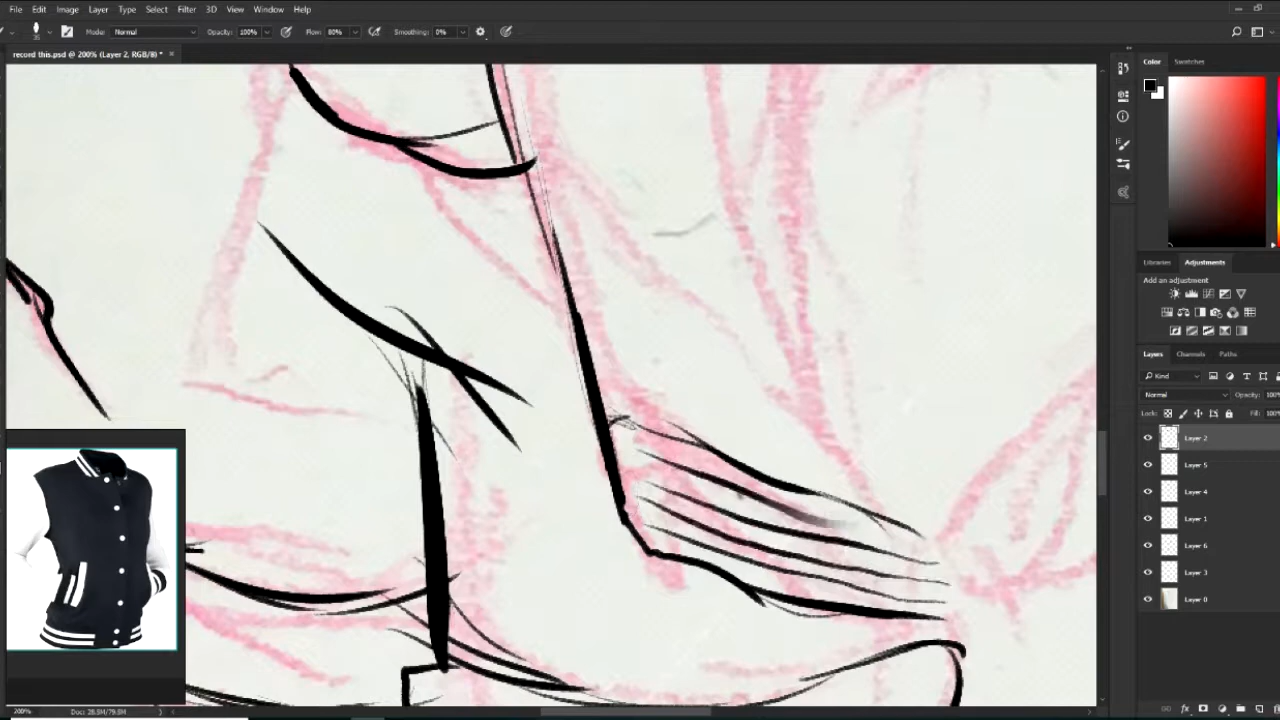 File Edit Image Layer Type Select Filter 3D View Window Help
Mode: Normal Opacity: 100% Flow: 80% Smoothing: 0%
record this.psd @ 200% (Layer 2, RGB/8) *
Color Swatches
Libraries Adjustments
Add an adjustment
Layers Channels Paths
Kind
Normal Opacity: 100%
Lock: Fill: 100%
Layer 2
Layer 5
Layer 4
Layer 1
Layer 6
Layer 3
Layer 0
200%